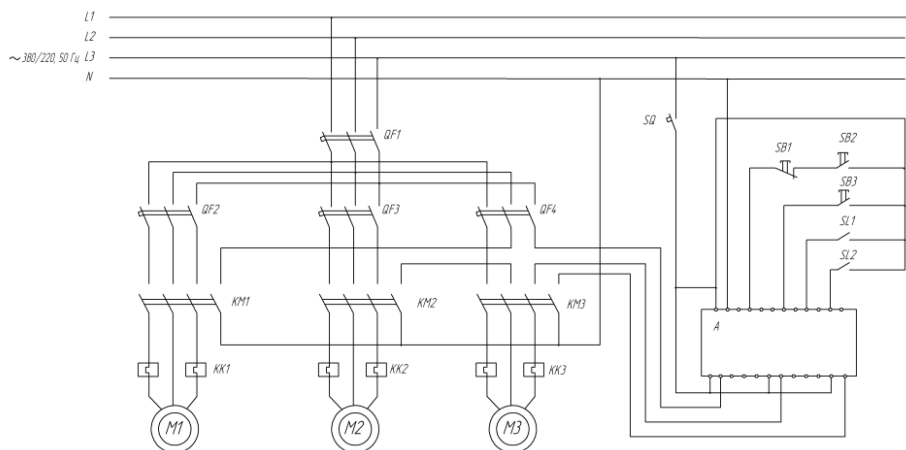 L1
L2
~380/220, 50 Гц L3
N
QF1
SQ
SB1
SB2
SB3
QF2
QF3
QF4
SL1
SL2
KM1
KM2
KM3
A
KK1
KK2
KK3
M1
M2
M3